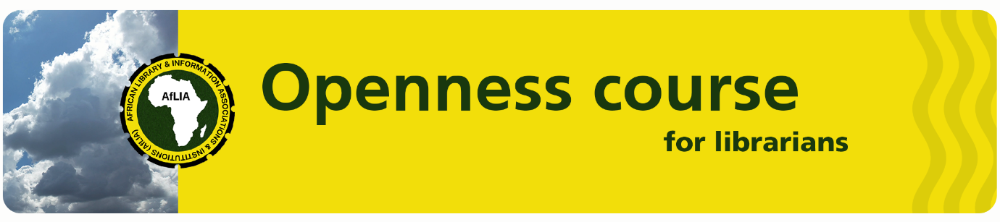 AFRICAN LIBRARY & INFORMATION ASSOCIATIONS & INSTITUTIONS (AfLIA)
AfLIA
Openness course
for librarians